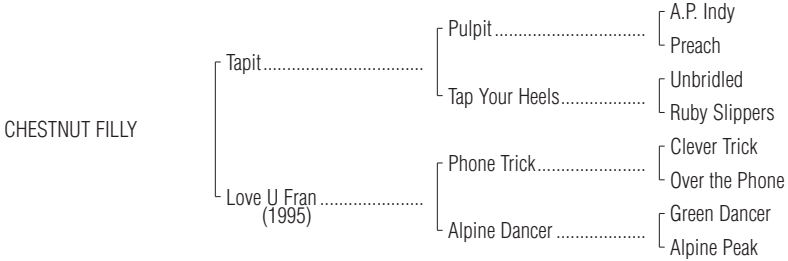 A.P. Indy
Pulpit..............................
Preach
Tapit................................
Unbridled
Tap Your Heels.................
Ruby Slippers
CHESTNUT FILLY
Clever Trick
Phone Trick......................
Over the Phone
Love U Fran .....................
(1995)
Green Dancer
Alpine Dancer ..................
Alpine Peak